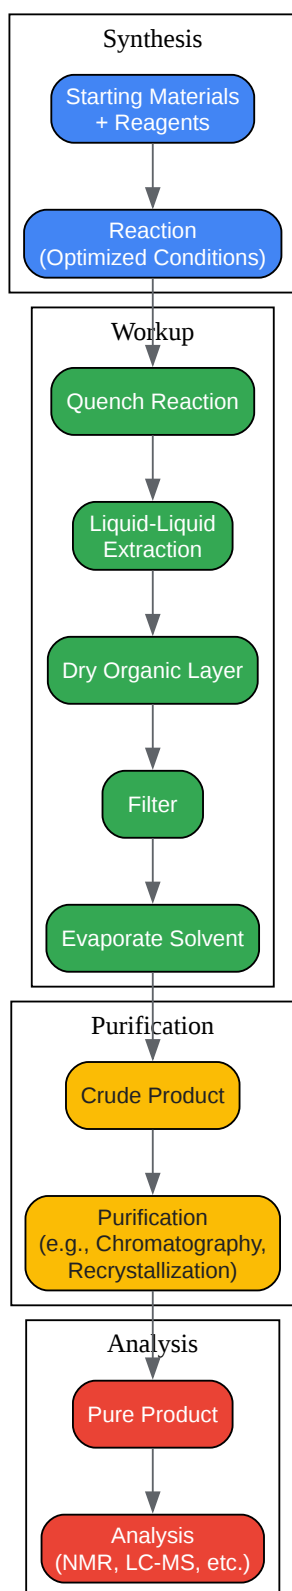 Synthesis
Starting Materials
+ Reagents
Reaction
(Optimized Conditions)
Workup
Quench Reaction
Liquid-Liquid
Extraction
Dry Organic Layer
Filter
Evaporate Solvent
Purification
Crude Product
Purification
(e.g., Chromatography,
Recrystallization)
Analysis
Pure Product
Analysis
(NMR, LC-MS, etc.)